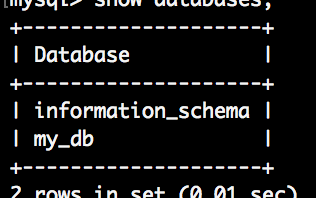 mysql> show databases;
+--------------------+
| Database           |
+--------------------+
| information_schema |
| my_db              |
+--------------------+
2 rows in set (0.01 sec)